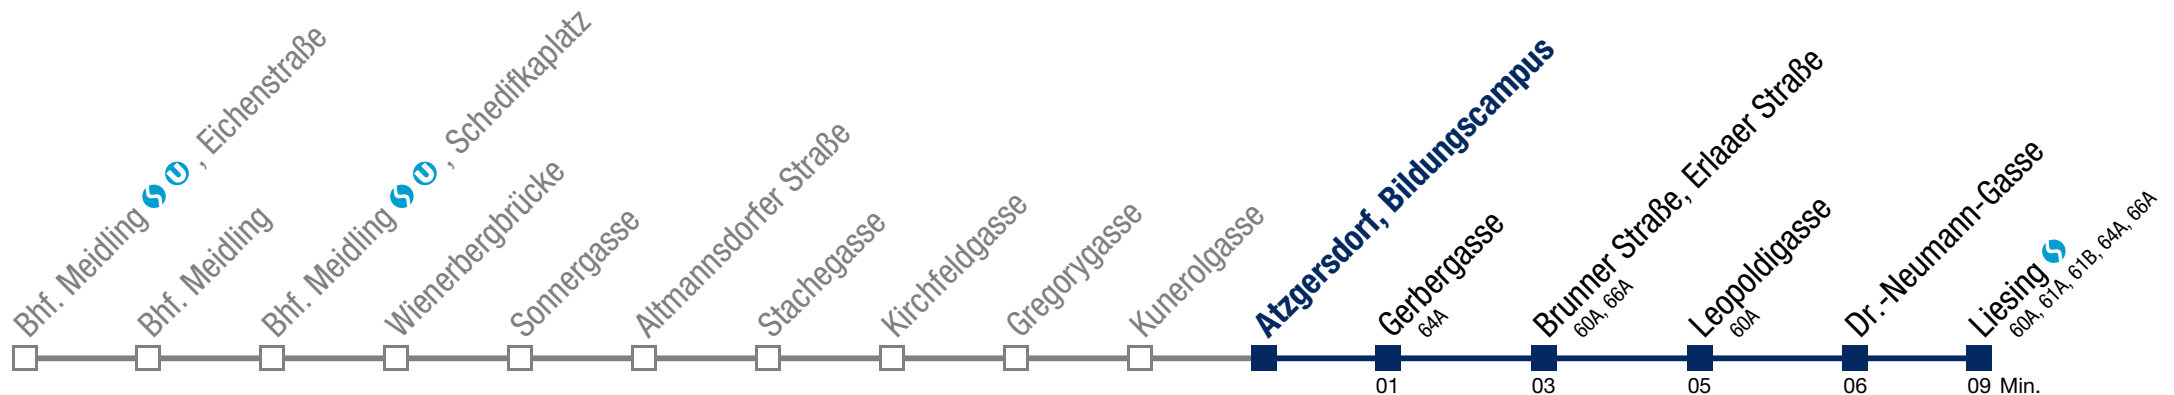 Bhf. Meidling S U , Eichenstraße
Bhf. Meidling
Bhf. Meidling S U , Schedifkaplatz
Wienerbergbrücke
Sonnergasse
Altmannsdorfer Straße
Stachegasse
Kirchfeldgasse
Gregorygasse
Kunerolgasse
Atzgersdorf, Bildungscampus
Gerbergasse
64A
Brunner Straße, Erlaaer Straße
60A, 66A
Leopoldigasse
60A
Dr.-Neumann-Gasse
Liesing S
60A, 61A, 61B, 64A, 66A
01 03 05 06 09 Min.